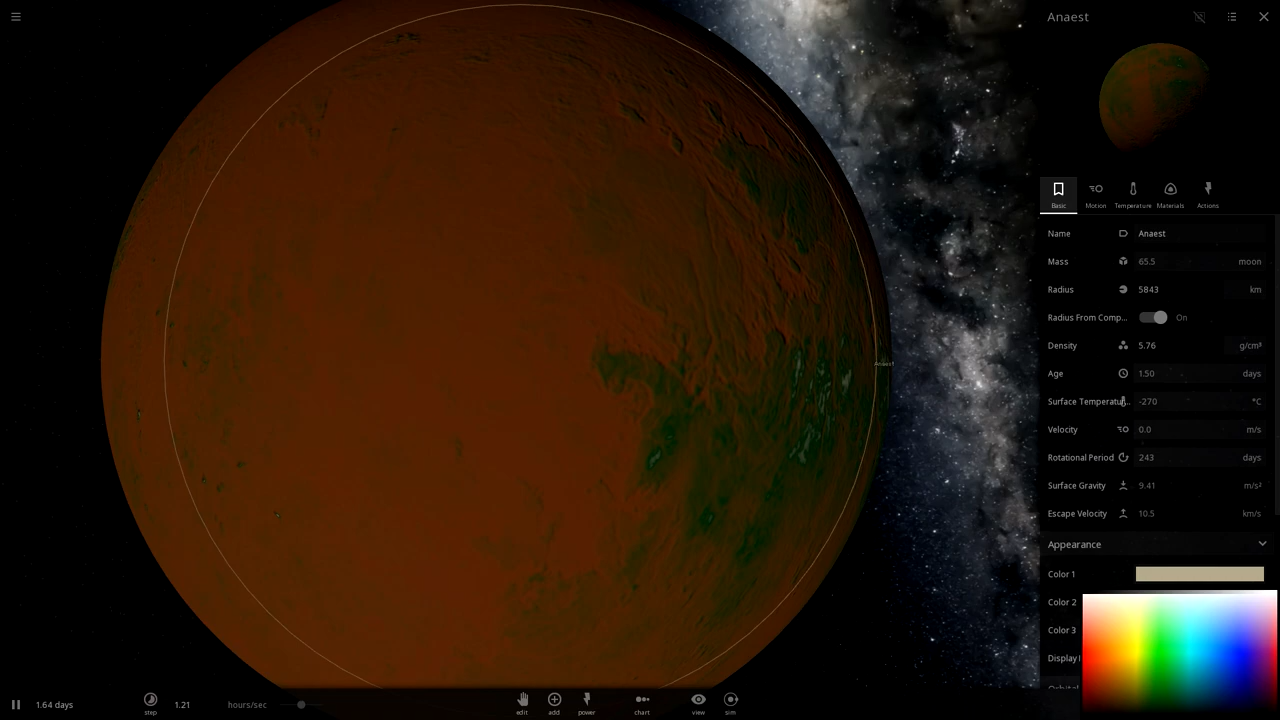 Anaest
Basic Motion Temperature Materials Actions
Name Anaest
Mass 65.5 moon
Radius 5843 km
Radius From Comp... On
Density 5.76 g/cm³
Age 1.50 days
Surface Temperatu... -270 °C
Velocity 0.0 m/s
Rotational Period 243 days
Surface Gravity 9.41 m/s²
Escape Velocity 10.5 km/s
Appearance
Color 1
Color 2
Color 3
Display
Orbital
Anaest
1.64 days step 1.21 hours/sec edit add power chart view sim